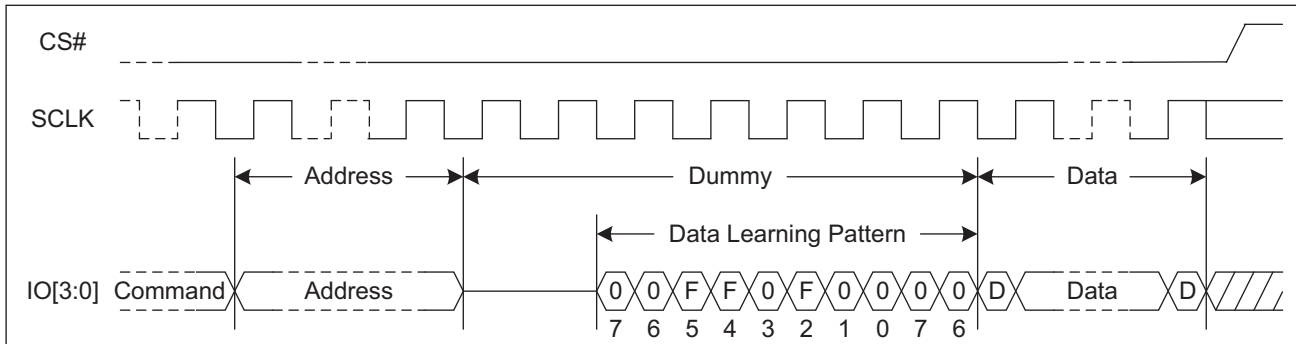 CS#
SCLK
Address Dummy Data
Data Learning Pattern
IO[3:0] Command Address 0 0 F F 0 F 0 0 0 0 D Data D
7 6 5 4 3 2 1 0 7 6